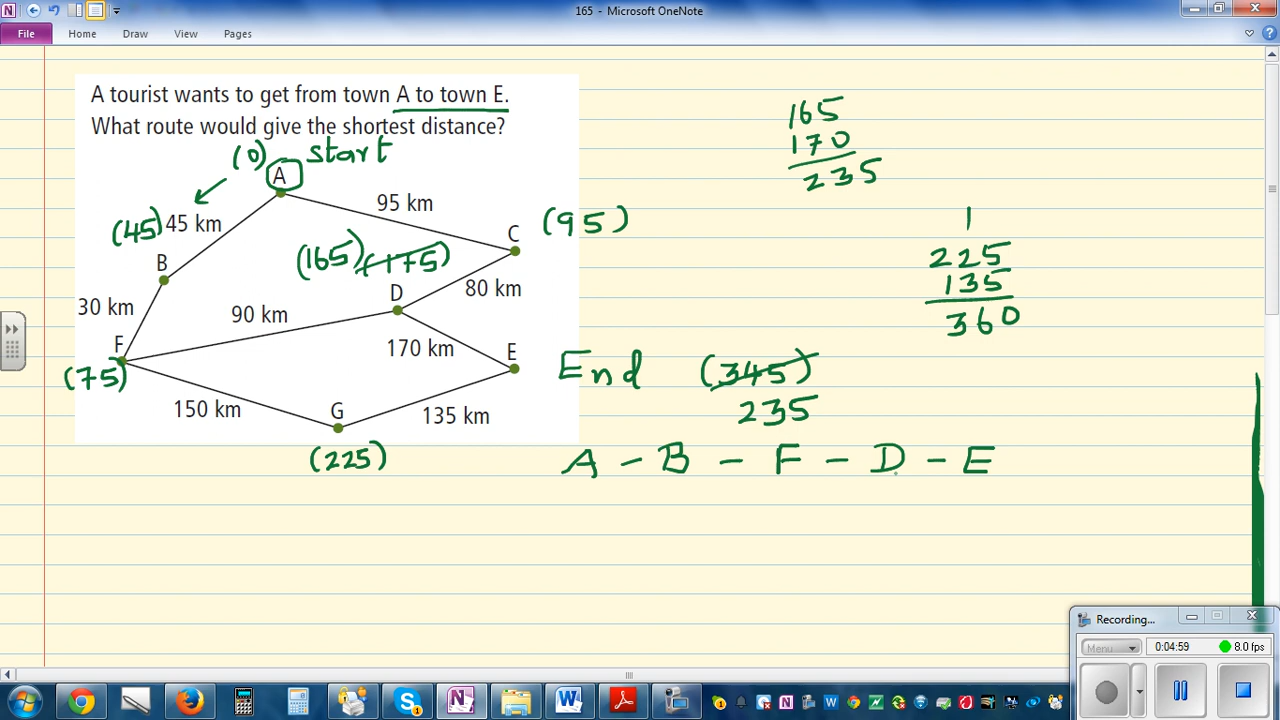 165 - Microsoft OneNote
File Home Draw View Pages
A tourist wants to get from town A to town E.
What route would give the shortest distance?
(0) start
A
165
170
235
95 km
(45) 45 km
(95)
C
1
(165) (175)
B
225
135
360
D
80 km
30 km
90 km
F
170 km
E
End (345)
(75)
150 km
G
135 km
235
(225)
A - B - F - D - E
Recording...
Menu
0:04:59
8.0 fps